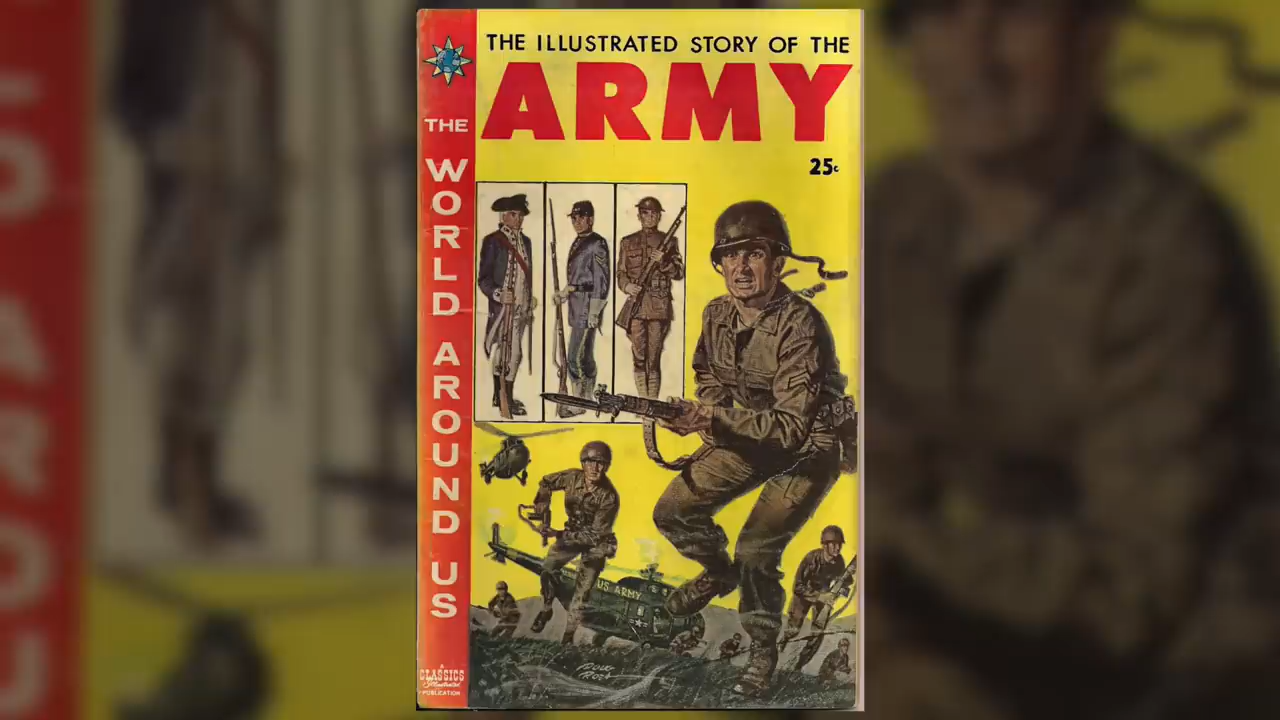 THE ILLUSTRATED STORY OF THE
ARMY
25¢
THE
WORLD
AROUND
US
US ARMY
A
CLASSICS
Illustrated
PUBLICATION